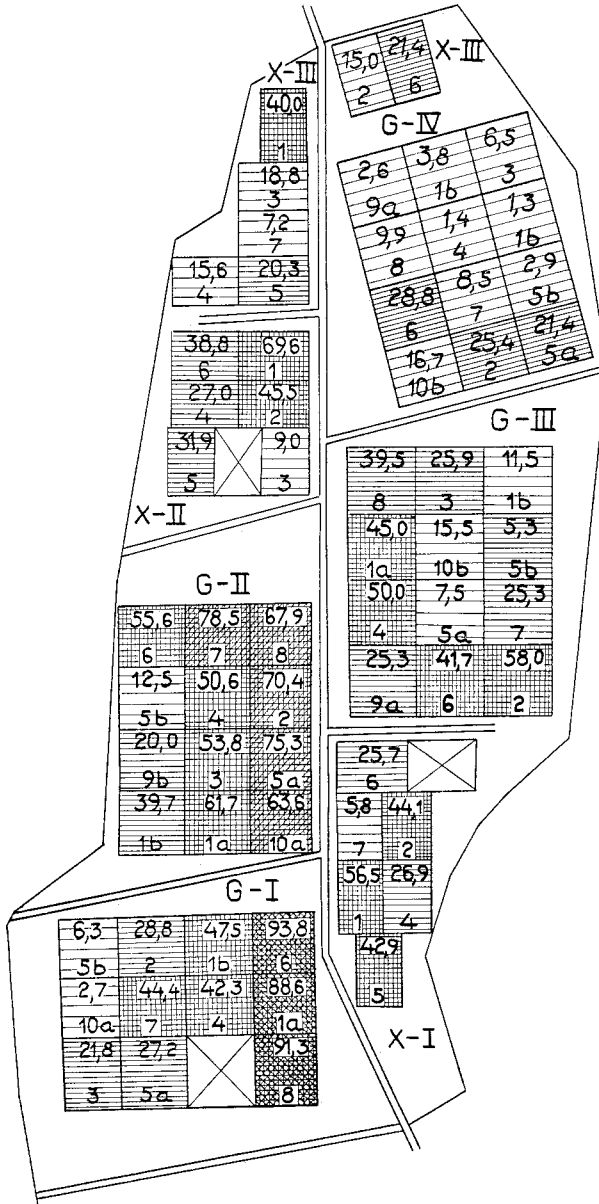 X-III
40,0
1
18,8
3
7,2
7
15,6 20,3
4 5
15,0 21,4
2 6
X-III
G-IV
2,6 3,8 6,5
9a 1b 3
9,9 1,4 1,3
8 4 1b
28,8 8,5 2,9
6 7 5b
16,7 25,4 21,4
10b 2 5a
38,8 69,6
6 1
27,0 45,5
4 2
31,9 9,0
5 3
X-II
G-III
39,5 25,9 11,5
8 3 1b
45,0 15,5 5,3
1a 10b 5b
50,0 7,5 25,3
4 5a 7
25,3 41,7 58,0
9a 6 2
G-II
55,6 78,5 67,9
6 7 8
12,5 50,6 70,4
5b 4 2
20,0 53,8 75,3
9b 3 5a
39,7 61,7 63,6
1b 1a 10a
25,7
6
5,8 44,1
7 2
56,5 26,9
1 4
42,9
5
X-I
G-I
6,3 28,8 47,5 93,8
5b 2 1b 6
2,7 44,4 42,3 88,6
10a 7 4 1a
21,8 27,2 91,3
3 5a 8